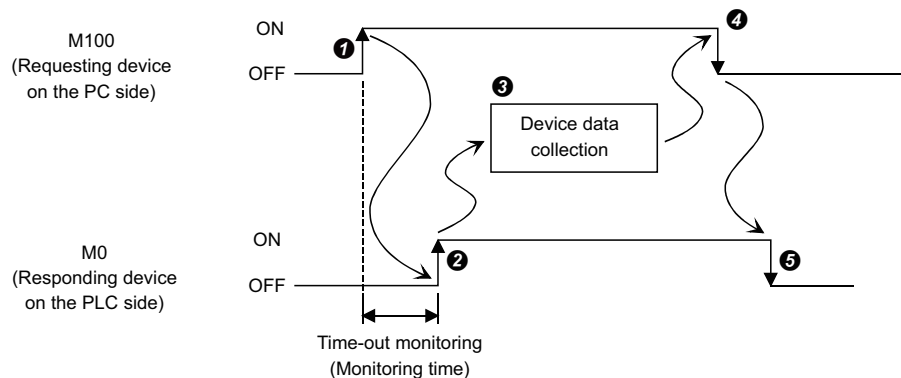 M100
(Requesting device
on the PC side)
ON
OFF
❶
❹
❸
Device data
collection
M0
(Responding device
on the PLC side)
ON
OFF
❷
❺
Time-out monitoring
(Monitoring time)